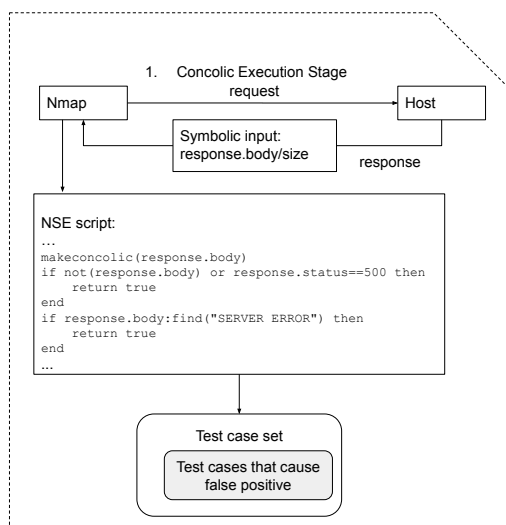 1. Concolic Execution Stage
request
Nmap
Host
Symbolic input:
response.body/size
response
NSE script:
...
makeconcolic(response.body)
if not(response.body) or response.status==500 then
    return true
end
if response.body:find("SERVER ERROR") then
    return true
end
...
Test case set
Test cases that cause
false positive